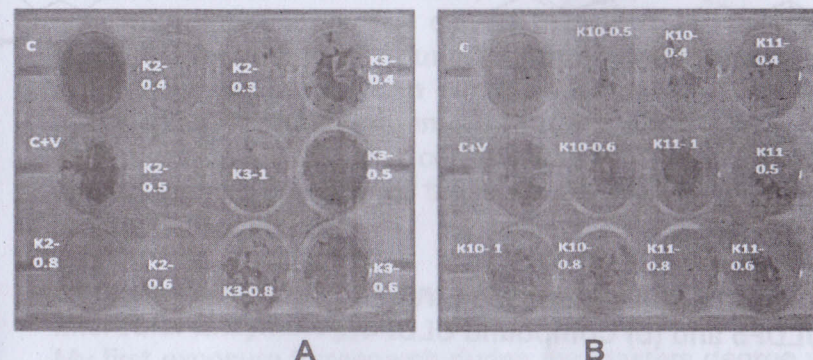 C
K2-
0.4
K2-
0.3
K3-
0.4
C+V
K2-
0.5
K3-1
K3-
0.5
K2-
0.8
K2-
0.6
K3-0.8
K3-
0.6
A
C
K10-0.5
K10-
0.4
K11-
0.4
C+V
K10-0.6
K11- 1
K11-
0.5
K10- 1
K10-
0.8
K11-
0.8
K11-
0.6
B